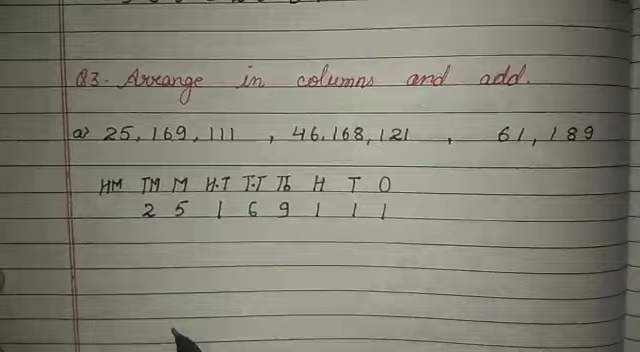 Q3. Arrange in columns and add.
a) 25,169,111 , 46,168,121 , 61,189
HM TM M H.T T.T Th H T O
2 5 1 6 9 1 1 1